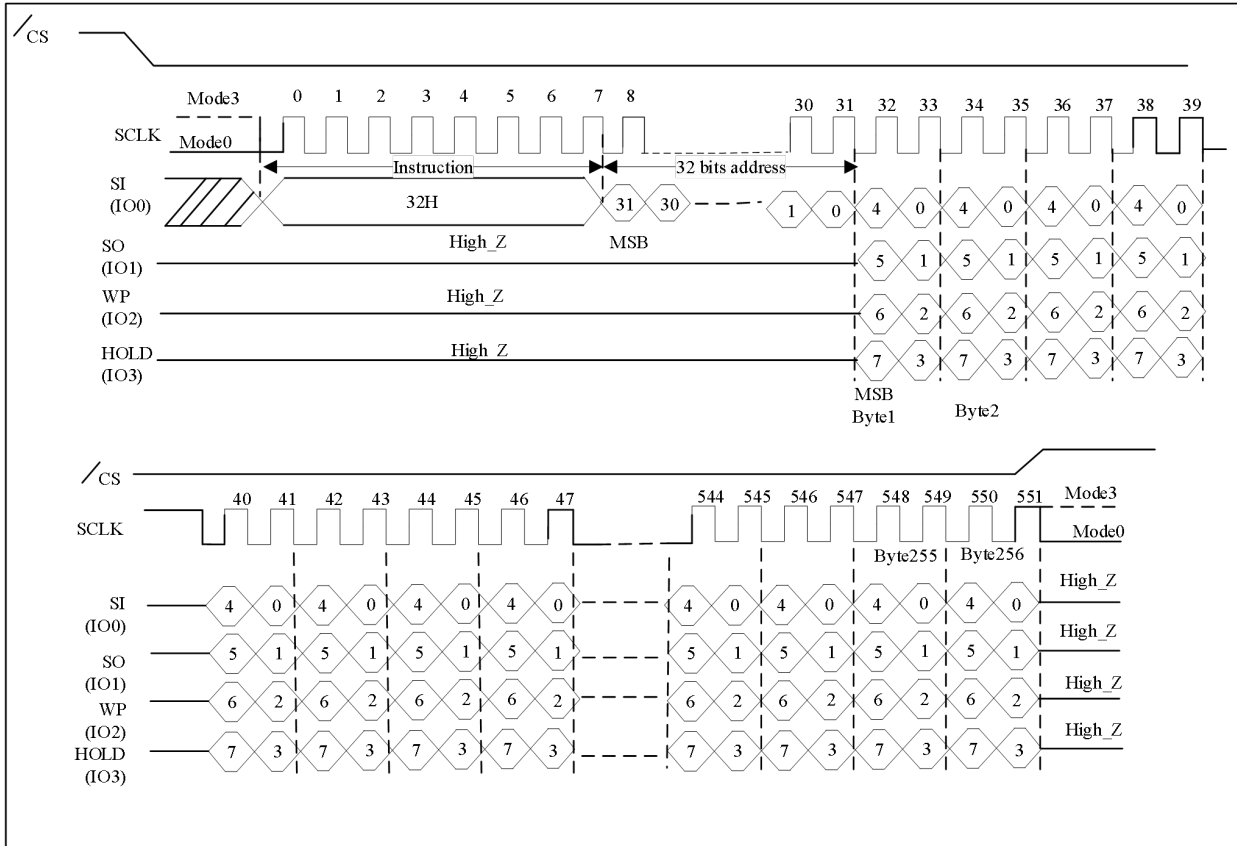 /CS
0 1 2 3 4 5 6 7 8 30 31 32 33 34 35 36 37 38 39
Mode3
SCLK
Mode0
Instruction 32 bits address
SI
(IO0)
32H 31 30 1 0 4 0 4 0 4 0 4 0
MSB
SO
(IO1)
High_Z 5 1 5 1 5 1 5 1
WP
(IO2)
High_Z 6 2 6 2 6 2 6 2
HOLD
(IO3)
High_Z 7 3 7 3 7 3 7 3
MSB
Byte1 Byte2
/CS
40 41 42 43 44 45 46 47 544 545 546 547 548 549 550 551
Mode3
SCLK
Mode0
Byte255 Byte256
SI
(IO0)
4 0 4 0 4 0 4 0 4 0 4 0 4 0 4 0 High_Z
SO
(IO1)
5 1 5 1 5 1 5 1 5 1 5 1 5 1 5 1 High_Z
WP
(IO2)
6 2 6 2 6 2 6 2 6 2 6 2 6 2 6 2 High_Z
HOLD
(IO3)
7 3 7 3 7 3 7 3 7 3 7 3 7 3 7 3 High_Z